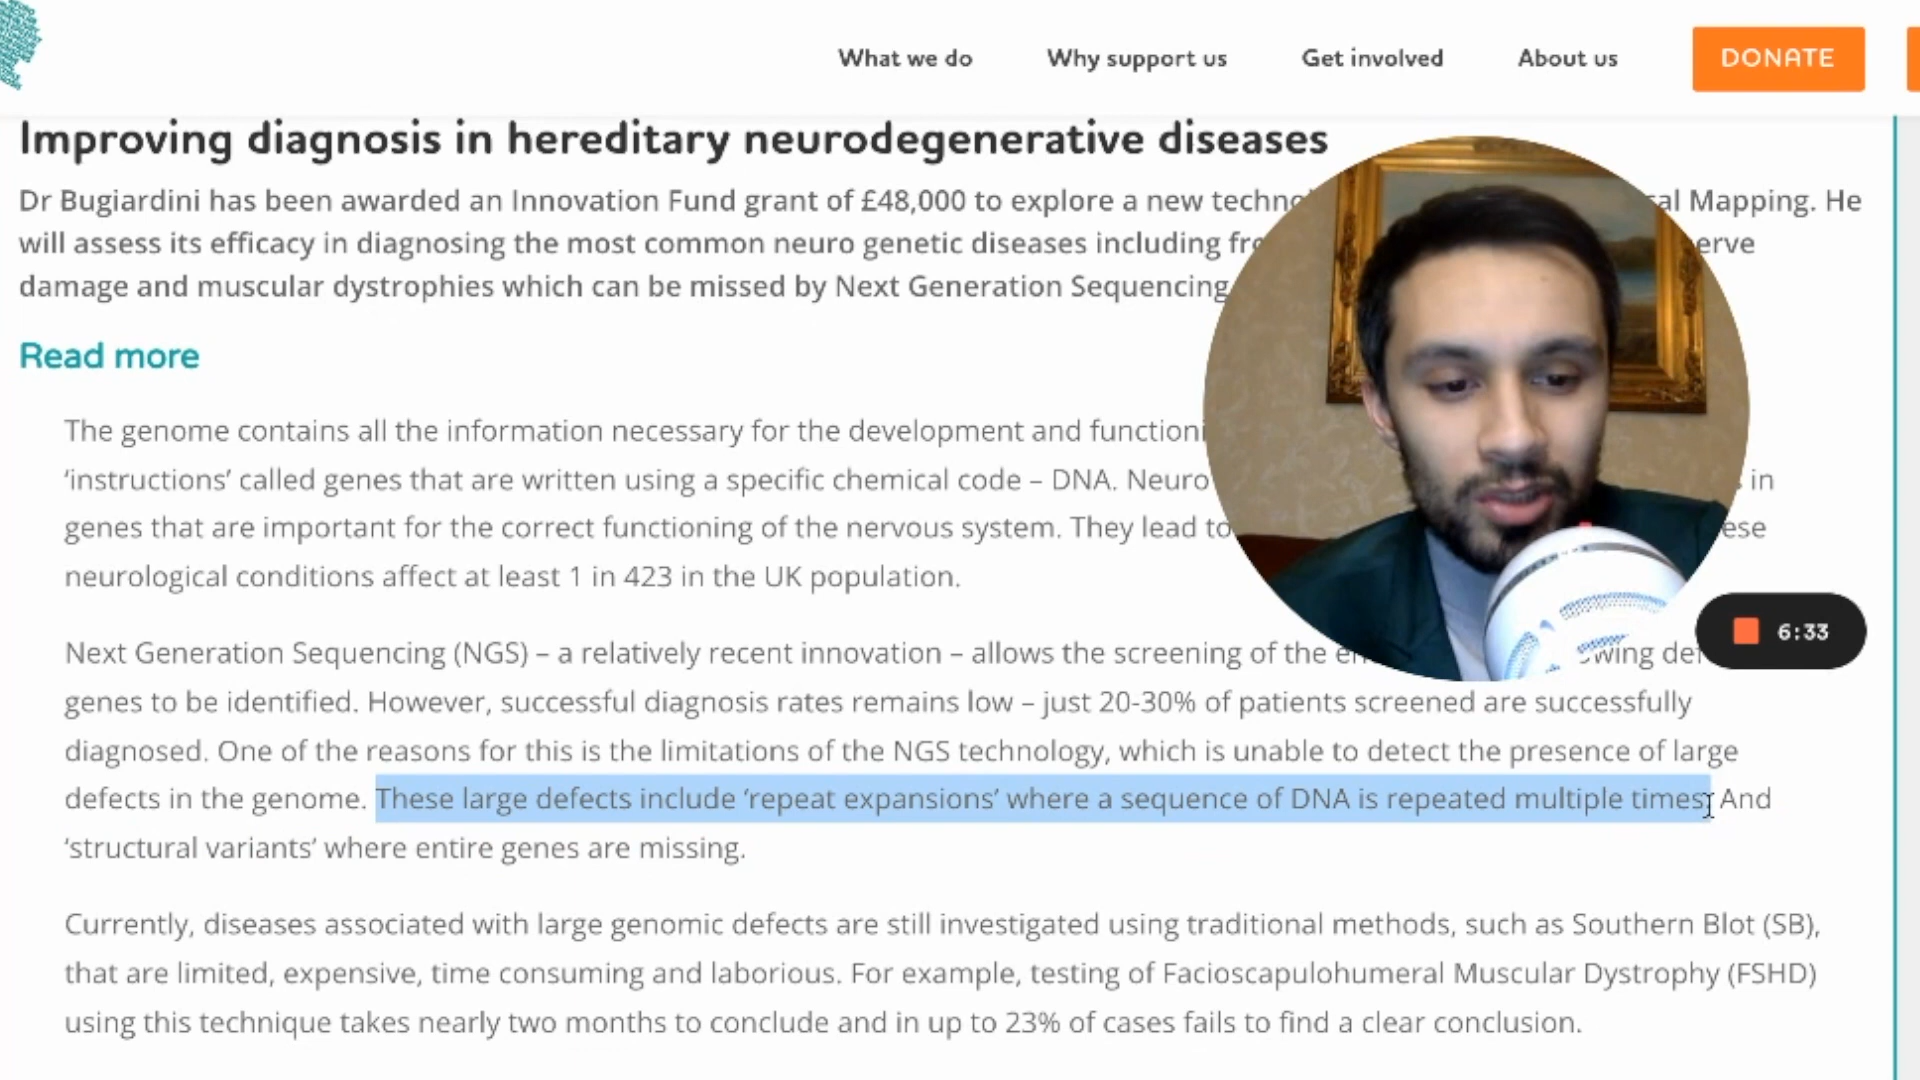 What we do
Why support us
Get involved
About us
DONATE
Improving diagnosis in hereditary neurodegenerative diseases
Dr Bugiardini has been awarded an Innovation Fund grant of £48,000 to explore a new Mapping. He
will assess its efficacy in diagnosing the most common neuro genetic diseases including
damage and muscular dystrophies which can be missed by Next Generation Sequencing
Read more
The genome contains all the information necessary for the development and
‘instructions’ called genes that are written using a specific chemical code – DNA. in
genes that are important for the correct functioning of the nervous system. They lead to
neurological conditions affect at least 1 in 423 in the UK population.
Next Generation Sequencing (NGS) – a relatively recent innovation – allows the screening of the
6:33
genes to be identified. However, successful diagnosis rates remains low – just 20-30% of patients screened are successfully
diagnosed. One of the reasons for this is the limitations of the NGS technology, which is unable to detect the presence of large
defects in the genome. These large defects include ‘repeat expansions’ where a sequence of DNA is repeated multiple times. And
‘structural variants’ where entire genes are missing.
Currently, diseases associated with large genomic defects are still investigated using traditional methods, such as Southern Blot (SB),
that are limited, expensive, time consuming and laborious. For example, testing of Facioscapulohumeral Muscular Dystrophy (FSHD)
using this technique takes nearly two months to conclude and in up to 23% of cases fails to find a clear conclusion.